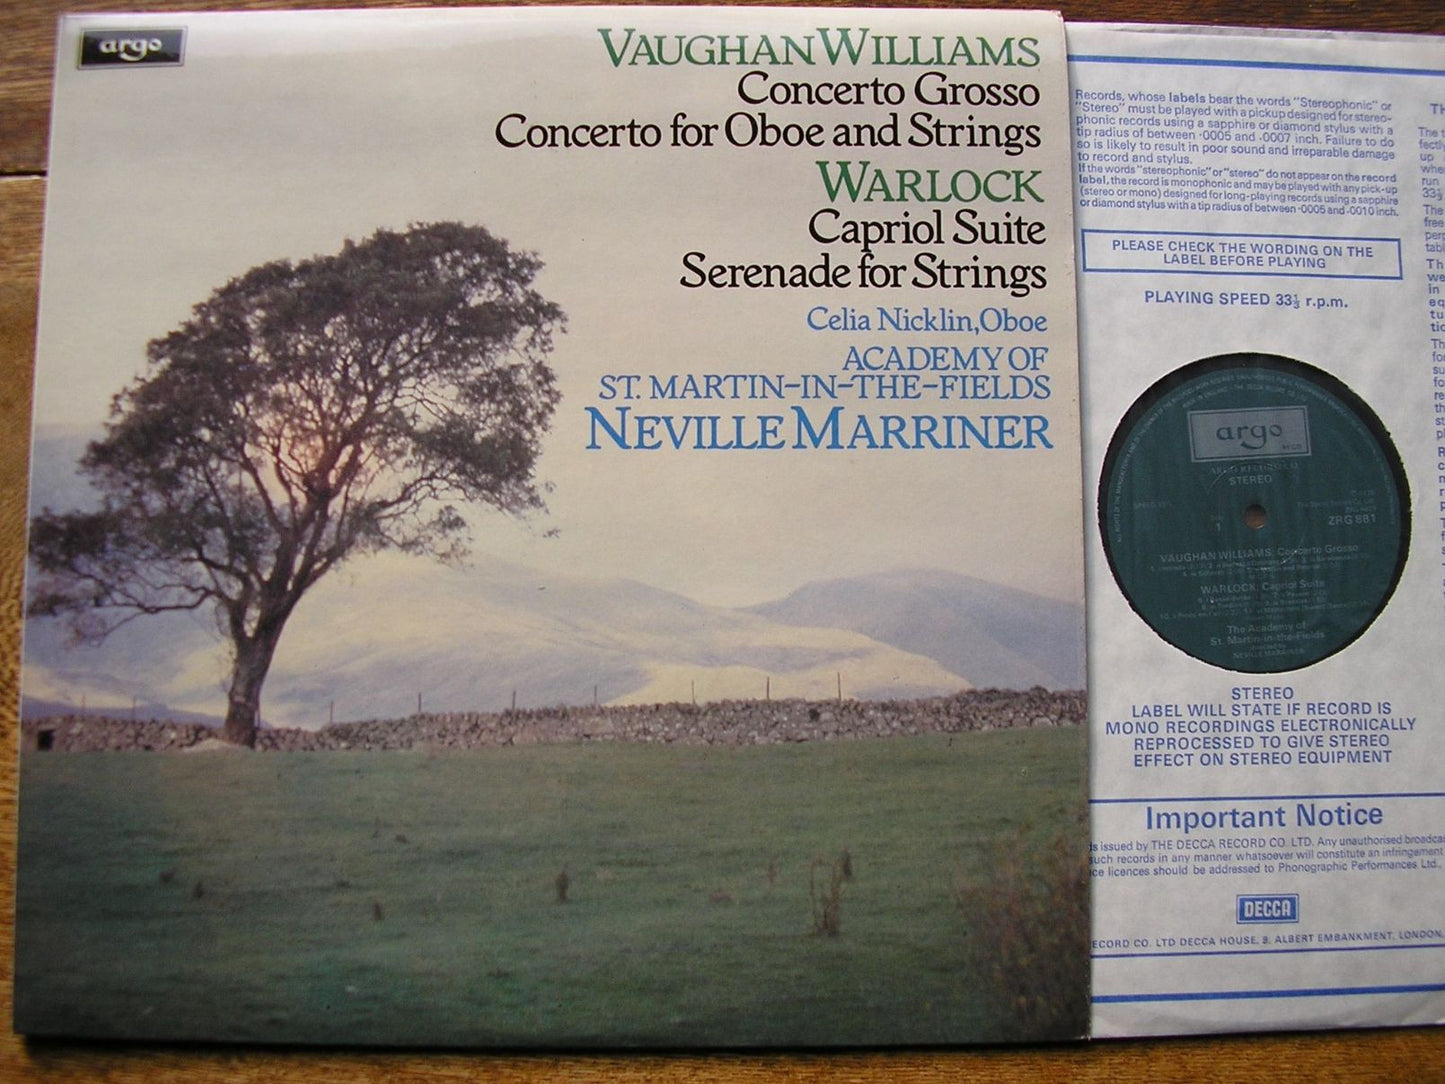 argo
VAUGHAN WILLIAMS
Concerto Grosso
Concerto for Oboe and Strings
WARLOCK
Capriol Suite
Serenade for Strings
Celia Nicklin, Oboe
ACADEMY OF
ST. MARTIN-IN-THE-FIELDS
NEVILLE MARRINER
Records, whose labels bear the words "Stereophonic" or
"Stereo" must be played with a pickup designed for stereo-
phonic records using a sapphire or diamond stylus with a
tip radius of between ·0005 and ·0007 inch. Failure to do
so is likely to result in poor sound and irreparable damage
to record and stylus.
If the words "stereophonic" or "stereo" do not appear on the record
label, the record is monophonic and may be played with any pick-up
(stereo or mono) designed for long-playing records using a sapphire
or diamond stylus with a tip radius of between ·0005 and ·0010 inch.
PLEASE CHECK THE WORDING ON THE
LABEL BEFORE PLAYING
PLAYING SPEED 33⅓ r.p.m.
argo
ARGO RECORD CO.
STEREO
1
ZRG 881
VAUGHAN WILLIAMS: Concerto Grosso
WARLOCK: Capriol Suite
The Academy of
St. Martin-in-the-Fields
directed by
NEVILLE MARRINER
STEREO
LABEL WILL STATE IF RECORD IS
MONO RECORDINGS ELECTRONICALLY
REPROCESSED TO GIVE STEREO
EFFECT ON STEREO EQUIPMENT
Important Notice
issued by THE DECCA RECORD CO. LTD. Any unauthorised
such records in any manner whatsoever will constitute an infringement
licences should be addressed to Phonographic Performances Ltd.,
DECCA
RECORD CO. LTD DECCA HOUSE, 9, ALBERT EMBANKMENT, LONDON,